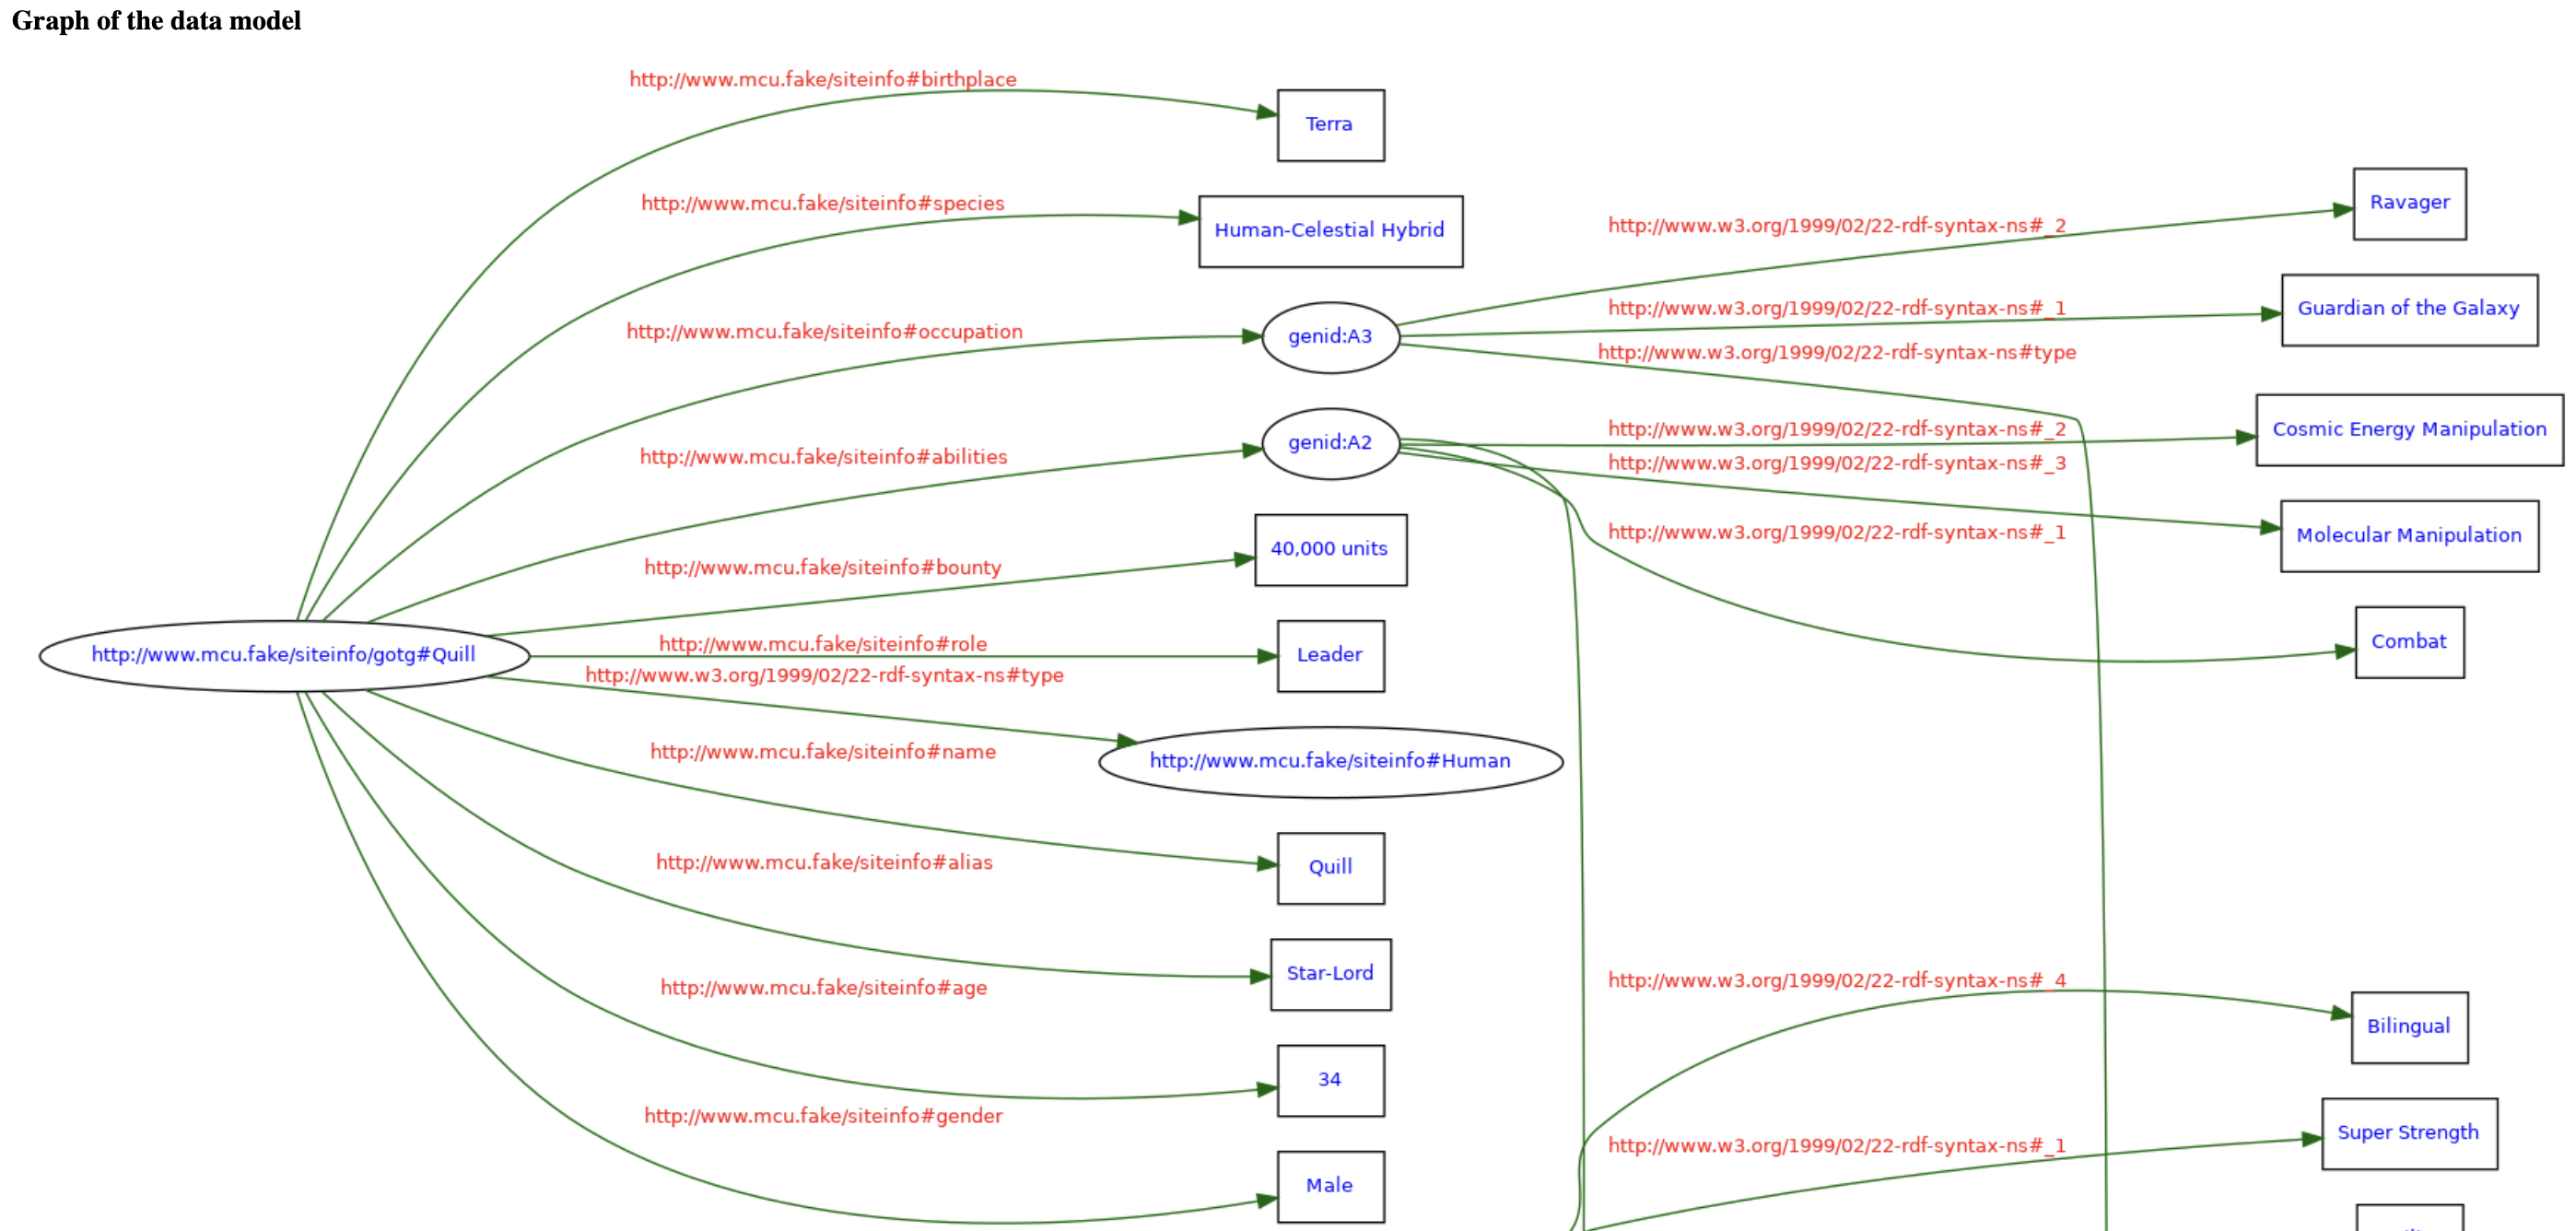 Graph of the data model
http://www.mcu.fake/siteinfo#birthplace
Terra
http://www.mcu.fake/siteinfo#species
Human-Celestial Hybrid
http://www.w3.org/1999/02/22-rdf-syntax-ns#_2
Ravager
http://www.mcu.fake/siteinfo#occupation
genid:A3
http://www.w3.org/1999/02/22-rdf-syntax-ns#_1
Guardian of the Galaxy
http://www.w3.org/1999/02/22-rdf-syntax-ns#type
http://www.mcu.fake/siteinfo#abilities
genid:A2
http://www.w3.org/1999/02/22-rdf-syntax-ns#_2
Cosmic Energy Manipulation
http://www.w3.org/1999/02/22-rdf-syntax-ns#_3
Molecular Manipulation
http://www.w3.org/1999/02/22-rdf-syntax-ns#_1
Combat
http://www.mcu.fake/siteinfo#bounty
40,000 units
http://www.mcu.fake/siteinfo/gotg#Quill
http://www.mcu.fake/siteinfo#role
Leader
http://www.w3.org/1999/02/22-rdf-syntax-ns#type
http://www.mcu.fake/siteinfo#Human
http://www.mcu.fake/siteinfo#name
Quill
http://www.mcu.fake/siteinfo#alias
Star-Lord
http://www.mcu.fake/siteinfo#age
34
http://www.mcu.fake/siteinfo#gender
Male
http://www.w3.org/1999/02/22-rdf-syntax-ns#_4
Bilingual
http://www.w3.org/1999/02/22-rdf-syntax-ns#_1
Super Strength